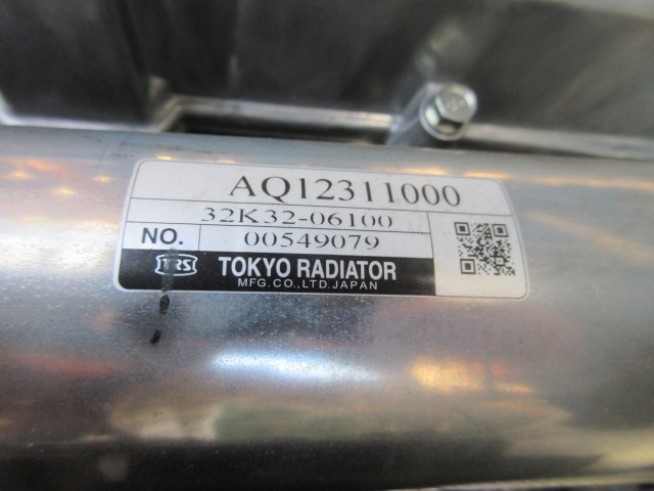 AQ12311000
32K32-06100
NO. 00549079
TRS TOKYO RADIATOR
MFG.CO.,LTD.JAPAN